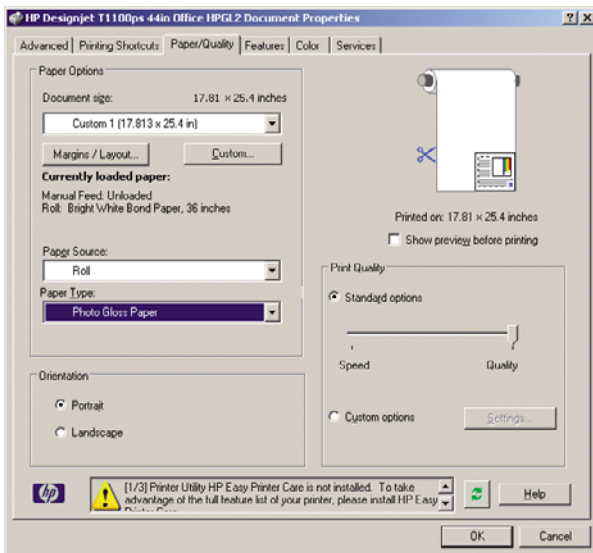 HP Designjet T1100ps 44in Office HPGL2 Document Properties
Advanced Printing Shortcuts Paper/Quality Features Color Services
Paper Options
Document size: 17.81 × 25.4 inches
Custom 1 (17.813 x 25.4 in)
Margins / Layout... Custom...
Currently loaded paper:
Manual Feed: Unloaded
Roll: Bright White Bond Paper, 36 inches
Paper Source:
Roll
Paper Type:
Photo Gloss Paper
Orientation
Portrait
Landscape
Printed on: 17.81 × 25.4 inches
Show preview before printing
Print Quality
Standard options
Speed Quality
Custom options Settings...
hp
[1/3] Printer Utility HP Easy Printer Care is not installed. To take
advantage of the full feature list of your printer, please install HP Easy
Printer Care
Help
OK Cancel